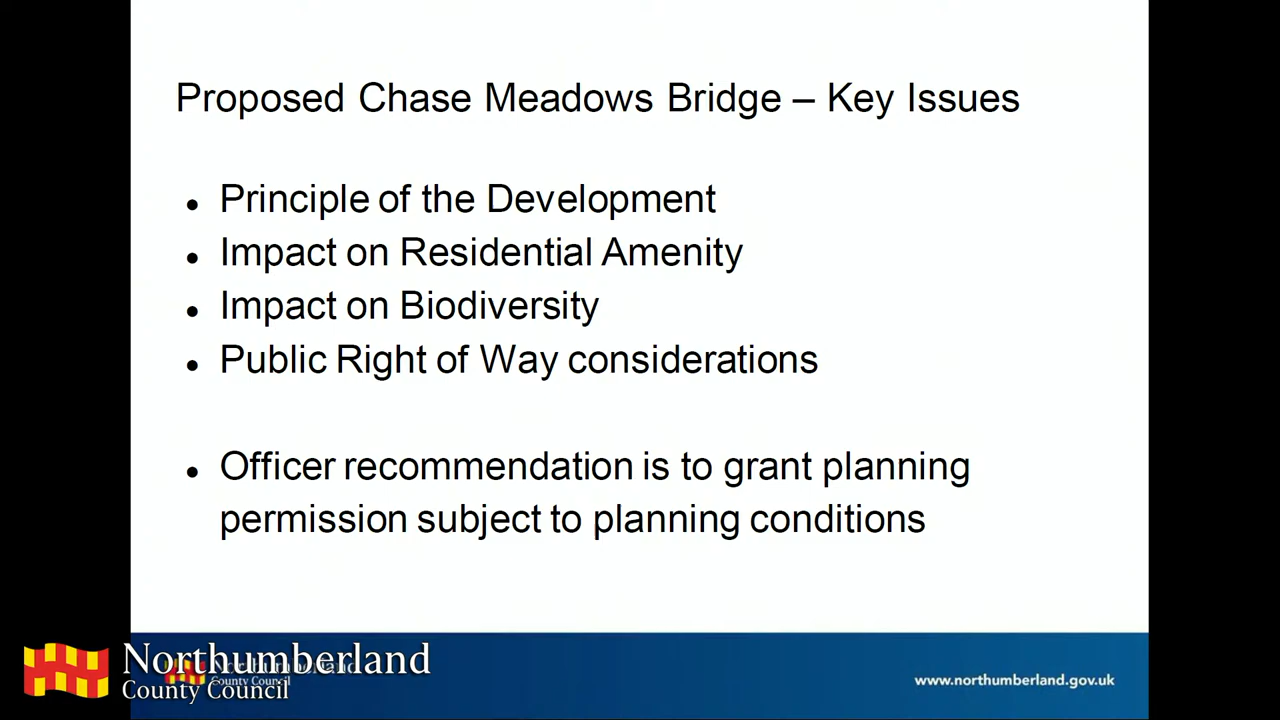 Proposed Chase Meadows Bridge – Key Issues
• Principle of the Development
• Impact on Residential Amenity
• Impact on Biodiversity
• Public Right of Way considerations
• Officer recommendation is to grant planning
permission subject to planning conditions
Northumberland
County Council
www.northumberland.gov.uk